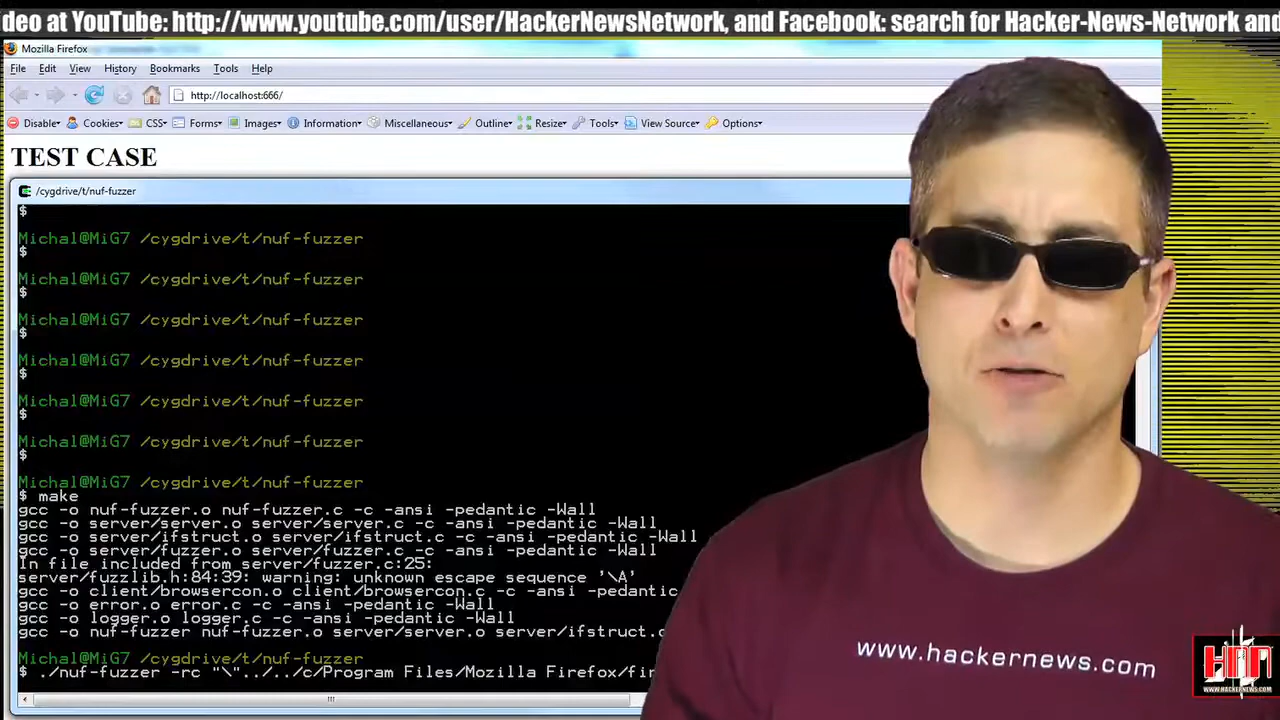 ideo at YouTube: http://www.youtube.com/user/HackerNewsNetwork, and Facebook: search for Hacker-News-Network and
Mozilla Firefox
File Edit View History Bookmarks Tools Help
http://localhost:666/
Disable Cookies CSS Forms Images Information Miscellaneous Outline Resize Tools View Source Options
TEST CASE
/cygdrive/t/nuf-fuzzer
$
Michal@MiG7 /cygdrive/t/nuf-fuzzer
$
Michal@MiG7 /cygdrive/t/nuf-fuzzer
$
Michal@MiG7 /cygdrive/t/nuf-fuzzer
$
Michal@MiG7 /cygdrive/t/nuf-fuzzer
$
Michal@MiG7 /cygdrive/t/nuf-fuzzer
$
Michal@MiG7 /cygdrive/t/nuf-fuzzer
$
Michal@MiG7 /cygdrive/t/nuf-fuzzer
$ make
gcc -o nuf-fuzzer.o nuf-fuzzer.c -c -ansi -pedantic -Wall
gcc -o server/server.o server/server.c -c -ansi -pedantic -Wall
gcc -o server/ifstruct.o server/ifstruct.c -c -ansi -pedantic -Wall
gcc -o server/fuzzer.o server/fuzzer.c -c -ansi -pedantic -Wall
In file included from server/fuzzer.c:25:
server/fuzzlib.h:84:39: warning: unknown escape sequence '\A'
gcc -o client/browsercon.o client/browsercon.c -c -ansi -pedantic
gcc -o error.o error.c -c -ansi -pedantic -Wall
gcc -o logger.o logger.c -c -ansi -pedantic -Wall
gcc -o nuf-fuzzer nuf-fuzzer.o server/server.o server/ifstruct.o
Michal@MiG7 /cygdrive/t/nuf-fuzzer
$ ./nuf-fuzzer -rc "\"../../c/Program Files/Mozilla Firefox/fir
www.hackernews.com
HNN
WWW.HACKERNEWS.COM